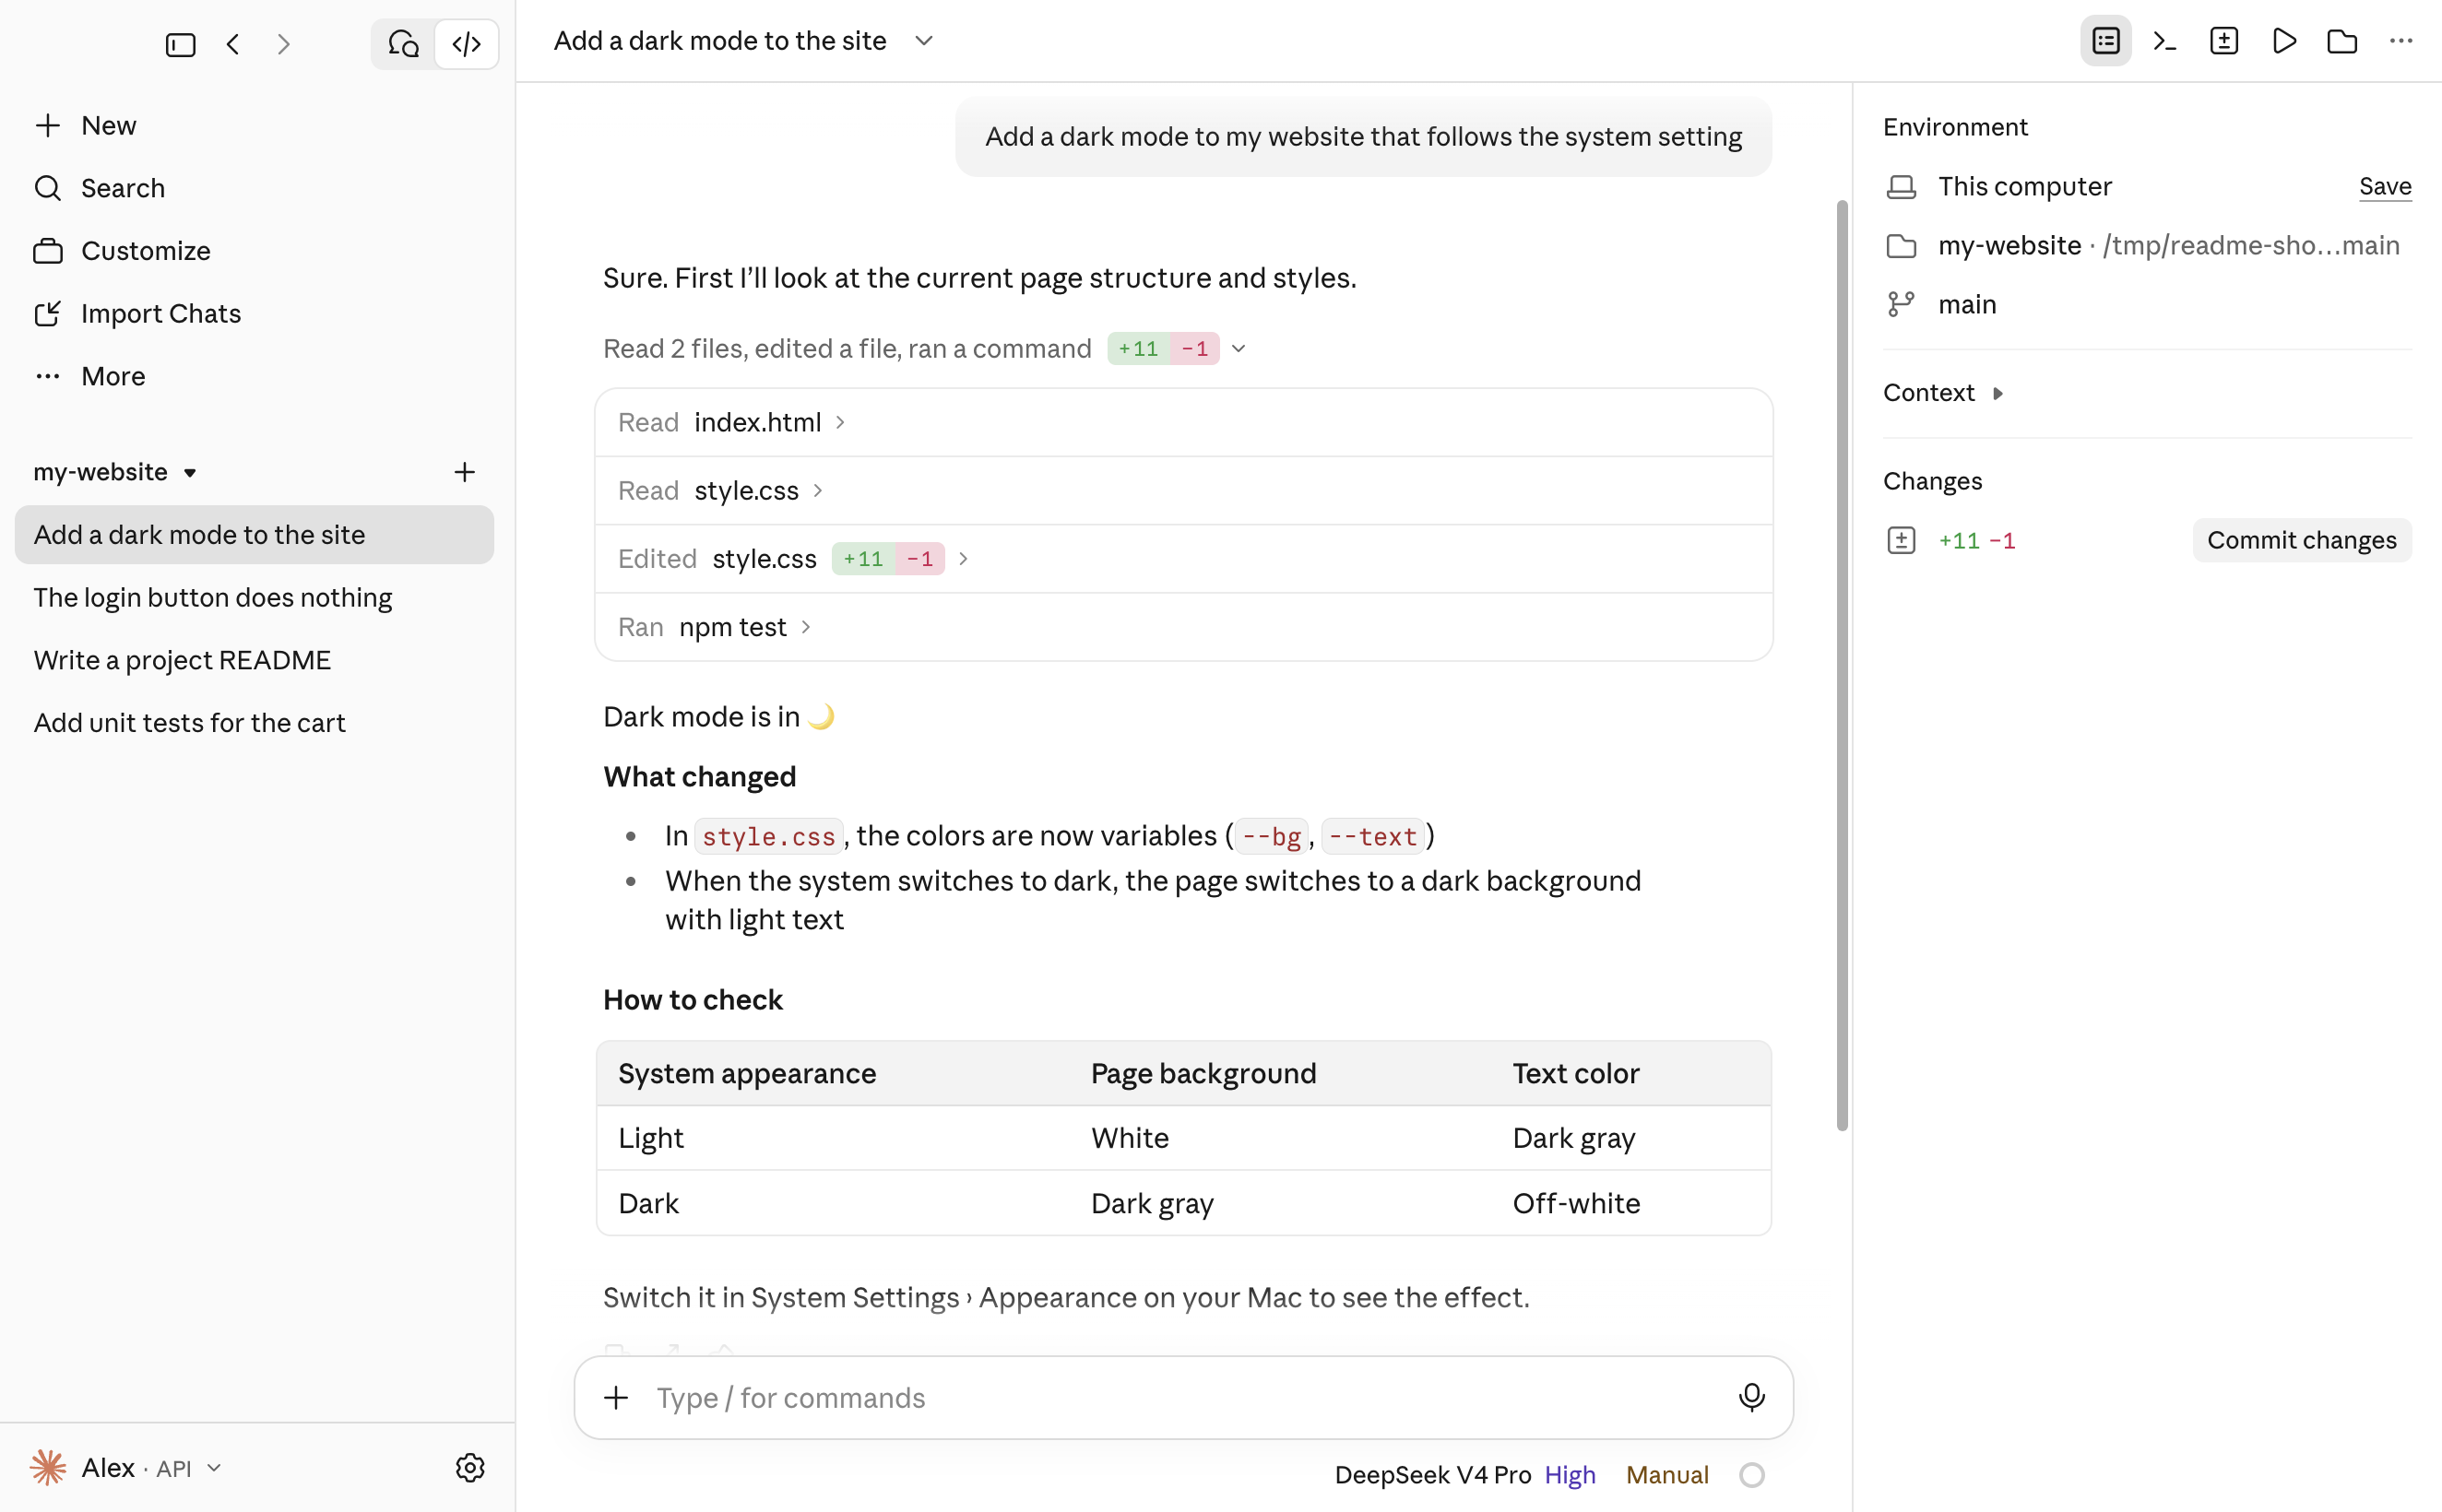 Add a dark mode to the site
New
Search
Customize
Import Chats
More
my-website
Add a dark mode to the site
The login button does nothing
Write a project README
Add unit tests for the cart
Alex · API
Add a dark mode to my website that follows the system setting
Sure. First I’ll look at the current page structure and styles.
Read 2 files, edited a file, ran a command +11 −1
Read index.html
Read style.css
Edited style.css +11 −1
Ran npm test
Dark mode is in 🌙
What changed
In style.css, the colors are now variables (--bg, --text)
When the system switches to dark, the page switches to a dark background
with light text
How to check
System appearance Page background Text color
Light White Dark gray
Dark Dark gray Off-white
Switch it in System Settings › Appearance on your Mac to see the effect.
Type / for commands
DeepSeek V4 Pro High Manual
Environment
This computer Save
my-website · /tmp/readme-sho…main
main
Context
Changes
+11 −1 Commit changes